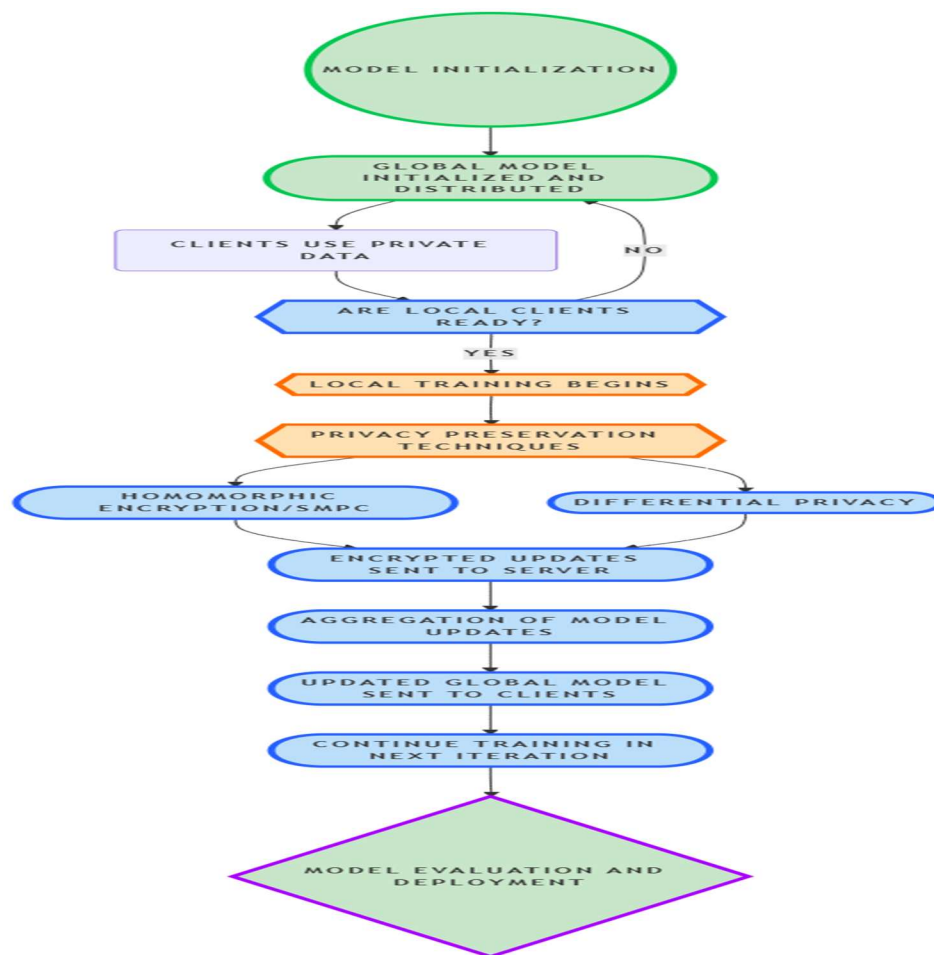 MODEL INITIALIZATION
GLOBAL MODEL
INITIALIZED AND
DISTRIBUTED
CLIENTS USE PRIVATE
DATA
NO
ARE LOCAL CLIENTS
READY?
YES
LOCAL TRAINING BEGINS
PRIVACY PRESERVATION
TECHNIQUES
HOMOMORPHIC
ENCRYPTION/SMPC
DIFFERENTIAL PRIVACY
ENCRYPTED UPDATES
SENT TO SERVER
AGGREGATION OF MODEL
UPDATES
UPDATED GLOBAL MODEL
SENT TO CLIENTS
CONTINUE TRAINING IN
NEXT ITERATION
MODEL EVALUATION AND
DEPLOYMENT